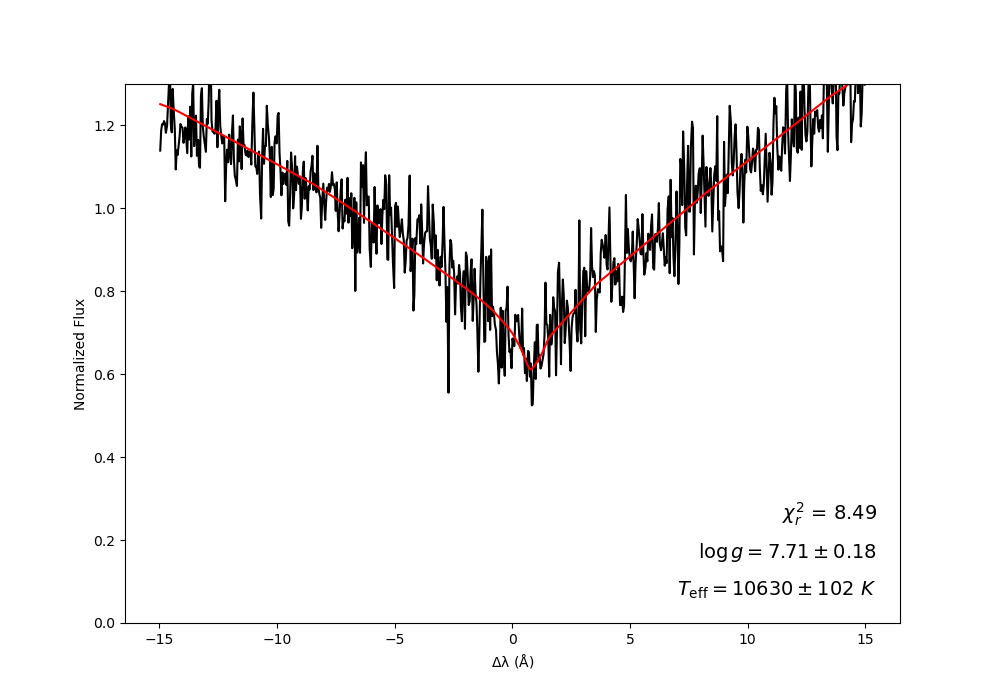 1.2
1.0
0.8
0.6
0.4
0.2
0.0
Normalized Flux
χ²ᵣ = 8.49
log g = 7.71 ± 0.18
T_eff = 10630 ± 102 K
−15 −10 −5 0 5 10 15
Δλ (Å)